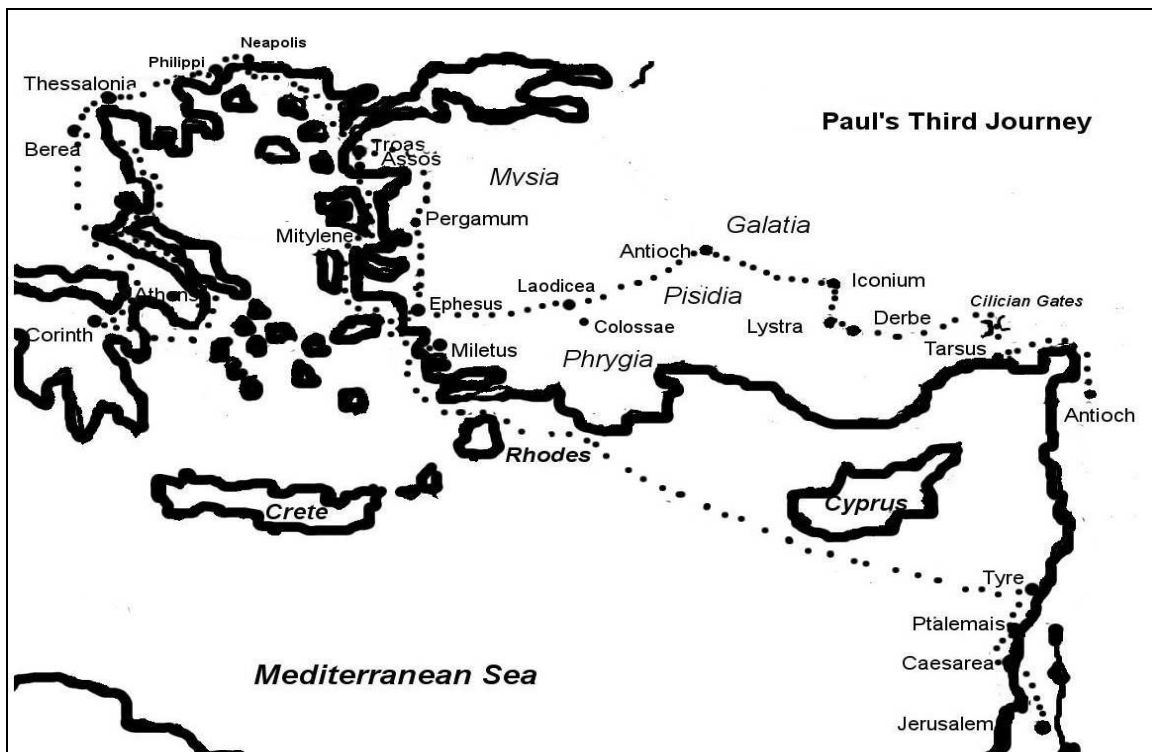 Neapolis
Philippi
Thessalonia
Paul's Third Journey
Berea
Troas
Assos
Mvsia
Pergamum
Galatia
Mitylene
Antioch
Iconium
Laodicea
Pisidia
Athens
Ephesus
Cilician Gates
Corinth
Colossae
Lystra
Derbe
Miletus
Phrygia
Tarsus
Antioch
Rhodes
Crete
Cyprus
Tyre
Ptalemais
Caesarea
Mediterranean Sea
Jerusalem